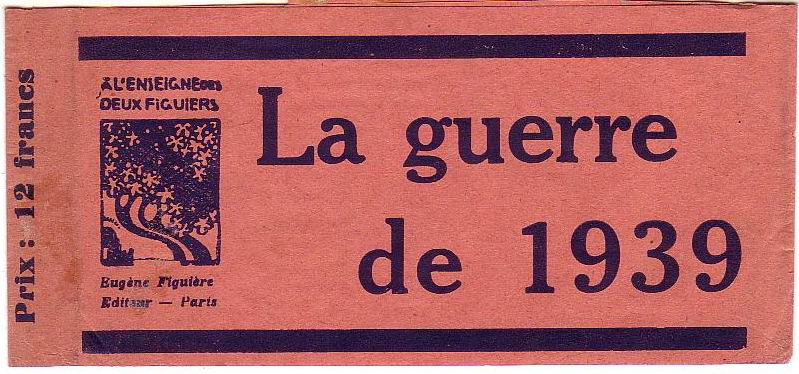 Prix : 12 francs
À L'ENSEIGNE DES
DEUX FIGUIERS
Eugène Figuière
Editeur — Paris
La guerre
de 1939